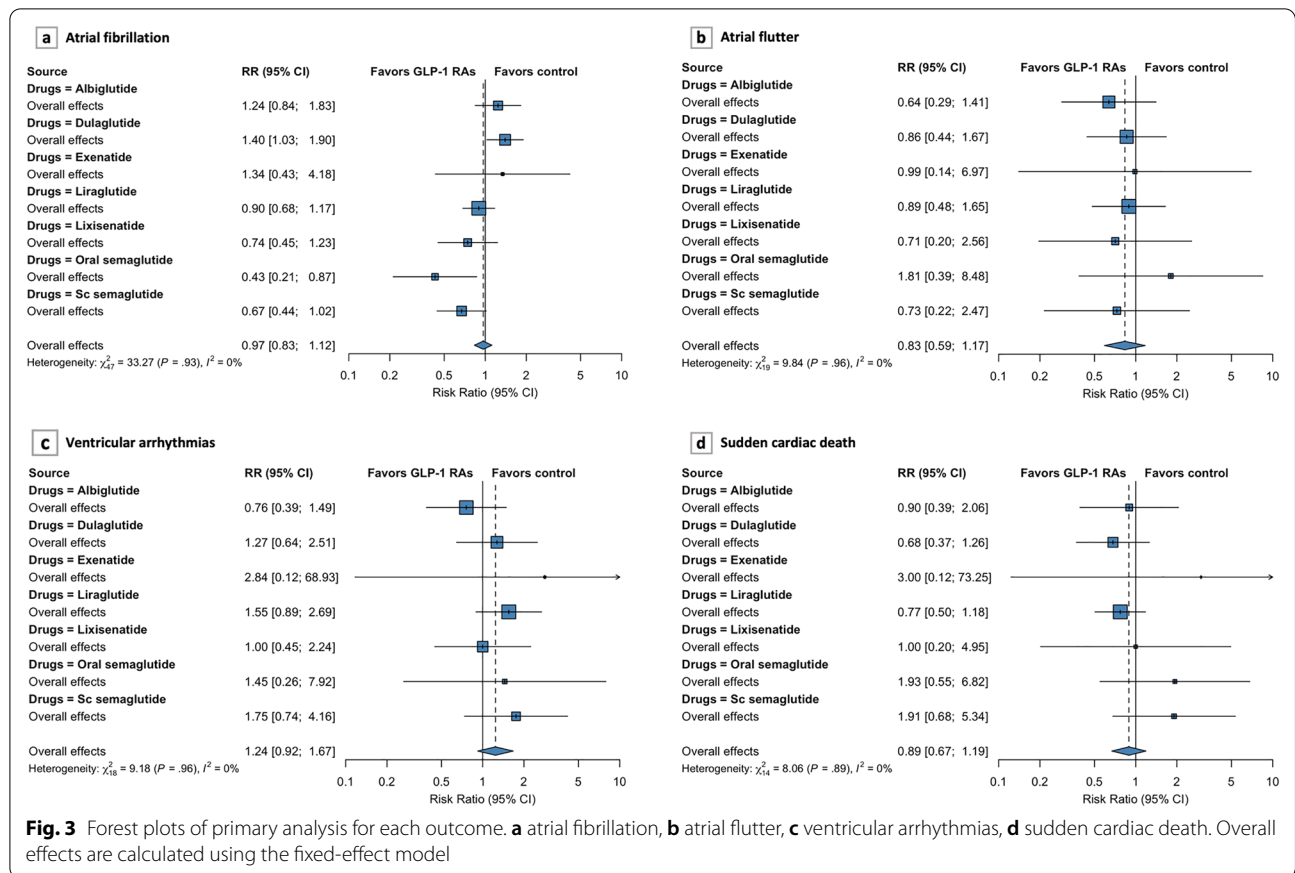 a Atrial fibrillation
Source RR (95% CI) Favors GLP-1 RAs Favors control
Drugs = Albiglutide
Overall effects 1.24 [0.84; 1.83]
Drugs = Dulaglutide
Overall effects 1.40 [1.03; 1.90]
Drugs = Exenatide
Overall effects 1.34 [0.43; 4.18]
Drugs = Liraglutide
Overall effects 0.90 [0.68; 1.17]
Drugs = Lixisenatide
Overall effects 0.74 [0.45; 1.23]
Drugs = Oral semaglutide
Overall effects 0.43 [0.21; 0.87]
Drugs = Sc semaglutide
Overall effects 0.67 [0.44; 1.02]
Overall effects 0.97 [0.83; 1.12]
Heterogeneity: χ²₄₇ = 33.27 (P = .93), I² = 0%
0.1 0.2 0.5 1 2 5 10
Risk Ratio (95% CI)
b Atrial flutter
Source RR (95% CI) Favors GLP-1 RAs Favors control
Drugs = Albiglutide
Overall effects 0.64 [0.29; 1.41]
Drugs = Dulaglutide
Overall effects 0.86 [0.44; 1.67]
Drugs = Exenatide
Overall effects 0.99 [0.14; 6.97]
Drugs = Liraglutide
Overall effects 0.89 [0.48; 1.65]
Drugs = Lixisenatide
Overall effects 0.71 [0.20; 2.56]
Drugs = Oral semaglutide
Overall effects 1.81 [0.39; 8.48]
Drugs = Sc semaglutide
Overall effects 0.73 [0.22; 2.47]
Overall effects 0.83 [0.59; 1.17]
Heterogeneity: χ²₁₉ = 9.84 (P = .96), I² = 0%
0.1 0.2 0.5 1 2 5 10
Risk Ratio (95% CI)
c Ventricular arrhythmias
Source RR (95% CI) Favors GLP-1 RAs Favors control
Drugs = Albiglutide
Overall effects 0.76 [0.39; 1.49]
Drugs = Dulaglutide
Overall effects 1.27 [0.64; 2.51]
Drugs = Exenatide
Overall effects 2.84 [0.12; 68.93]
Drugs = Liraglutide
Overall effects 1.55 [0.89; 2.69]
Drugs = Lixisenatide
Overall effects 1.00 [0.45; 2.24]
Drugs = Oral semaglutide
Overall effects 1.45 [0.26; 7.92]
Drugs = Sc semaglutide
Overall effects 1.75 [0.74; 4.16]
Overall effects 1.24 [0.92; 1.67]
Heterogeneity: χ²₁₈ = 9.18 (P = .96), I² = 0%
0.1 0.2 0.5 1 2 5 10
Risk Ratio (95% CI)
d Sudden cardiac death
Source RR (95% CI) Favors GLP-1 RAs Favors control
Drugs = Albiglutide
Overall effects 0.90 [0.39; 2.06]
Drugs = Dulaglutide
Overall effects 0.68 [0.37; 1.26]
Drugs = Exenatide
Overall effects 3.00 [0.12; 73.25]
Drugs = Liraglutide
Overall effects 0.77 [0.50; 1.18]
Drugs = Lixisenatide
Overall effects 1.00 [0.20; 4.95]
Drugs = Oral semaglutide
Overall effects 1.93 [0.55; 6.82]
Drugs = Sc semaglutide
Overall effects 1.91 [0.68; 5.34]
Overall effects 0.89 [0.67; 1.19]
Heterogeneity: χ²₁₄ = 8.06 (P = .89), I² = 0%
0.1 0.2 0.5 1 2 5 10
Risk Ratio (95% CI)
Fig. 3 Forest plots of primary analysis for each outcome. a atrial fibrillation, b atrial flutter, c ventricular arrhythmias, d sudden cardiac death. Overall
effects are calculated using the fixed-effect model